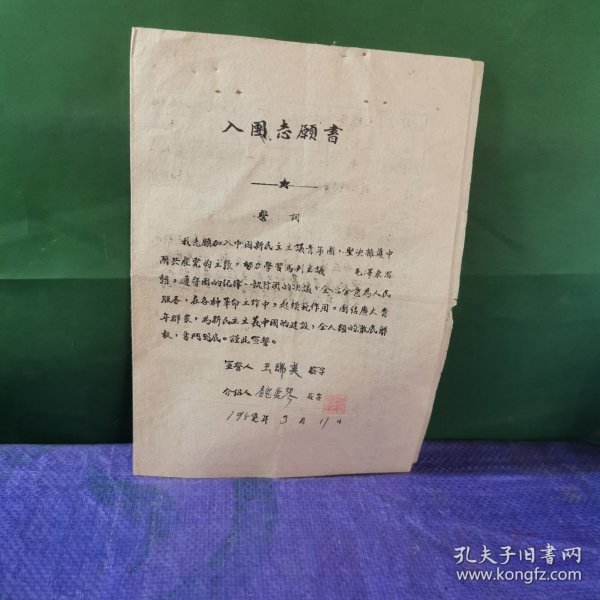 入團志願書
誓詞
我志願加入中國新民主主義青年團，堅決擁護中
國共產党的主張，努力學習馬列主義 毛澤東思
想，遵守團的紀律、執行團的決議，全心全意為人民
服务，在各种革命工作中，起模範作用。團結廣大青
年群衆，為新民主主義中國的建設，全人類的徹底解
放，奮鬥到底。謹此宣誓。
宣誓人 王瑞英 簽字
介紹人 琴 簽字
195 年 3 月 11 日
孔夫子旧書网
www.kongfz.com